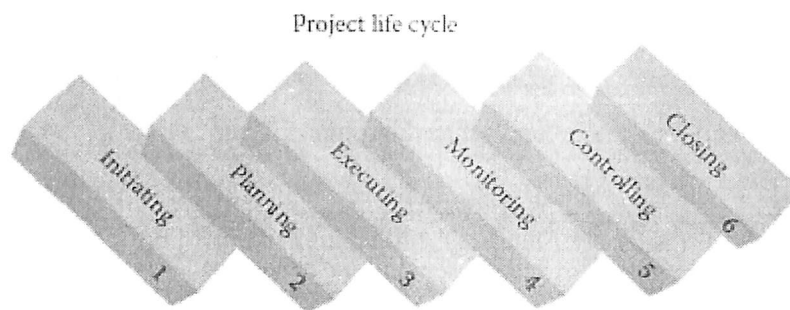 Project life cycle
Initiating
1
Planning
2
Executing
3
Monitoring
4
Controlling
5
Closing
6